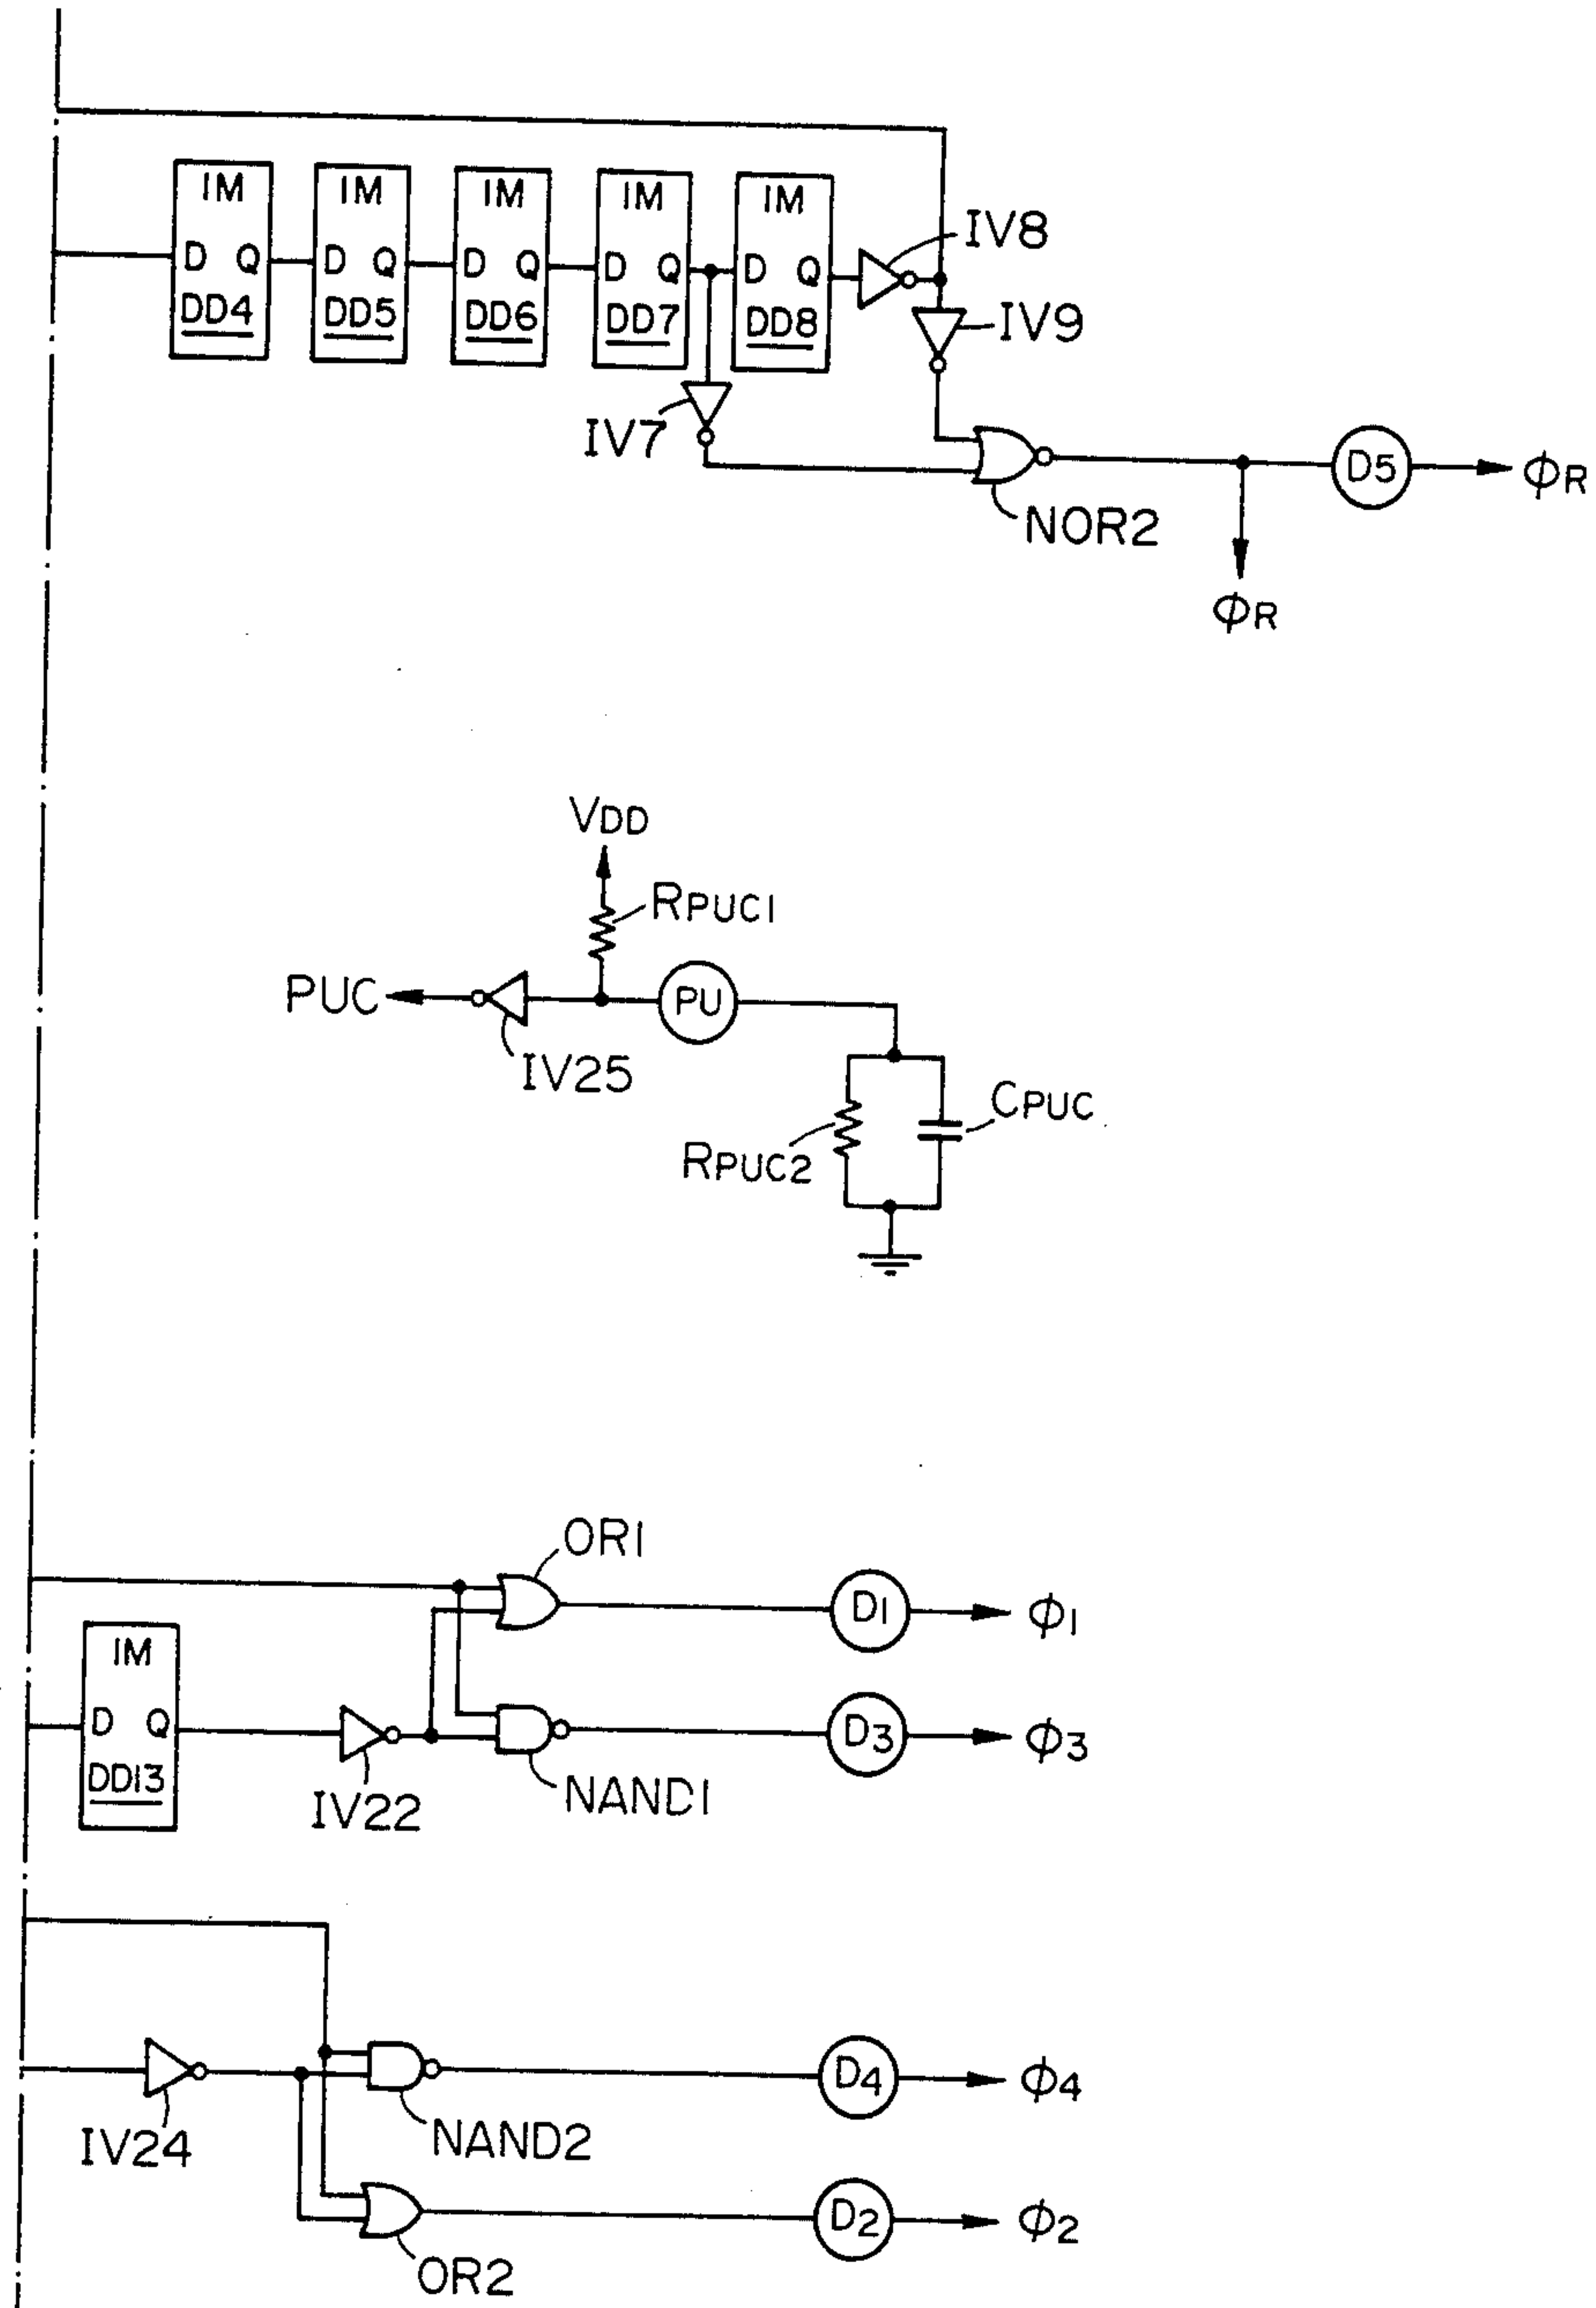 IM IM IM IM IM
D Q D Q D Q D Q D Q
DD4 DD5 DD6 DD7 DD8
IV8
IV9
IV7
NOR2
D5
ϕR
ϕR
VDD
RPUC1
PUC
PU
IV25
CPUC
RPUC2
OR1
D1
ϕ1
IM
D Q
DD13
IV22
NAND1
D3
ϕ3
IV24
NAND2
D4
ϕ4
OR2
D2
ϕ2